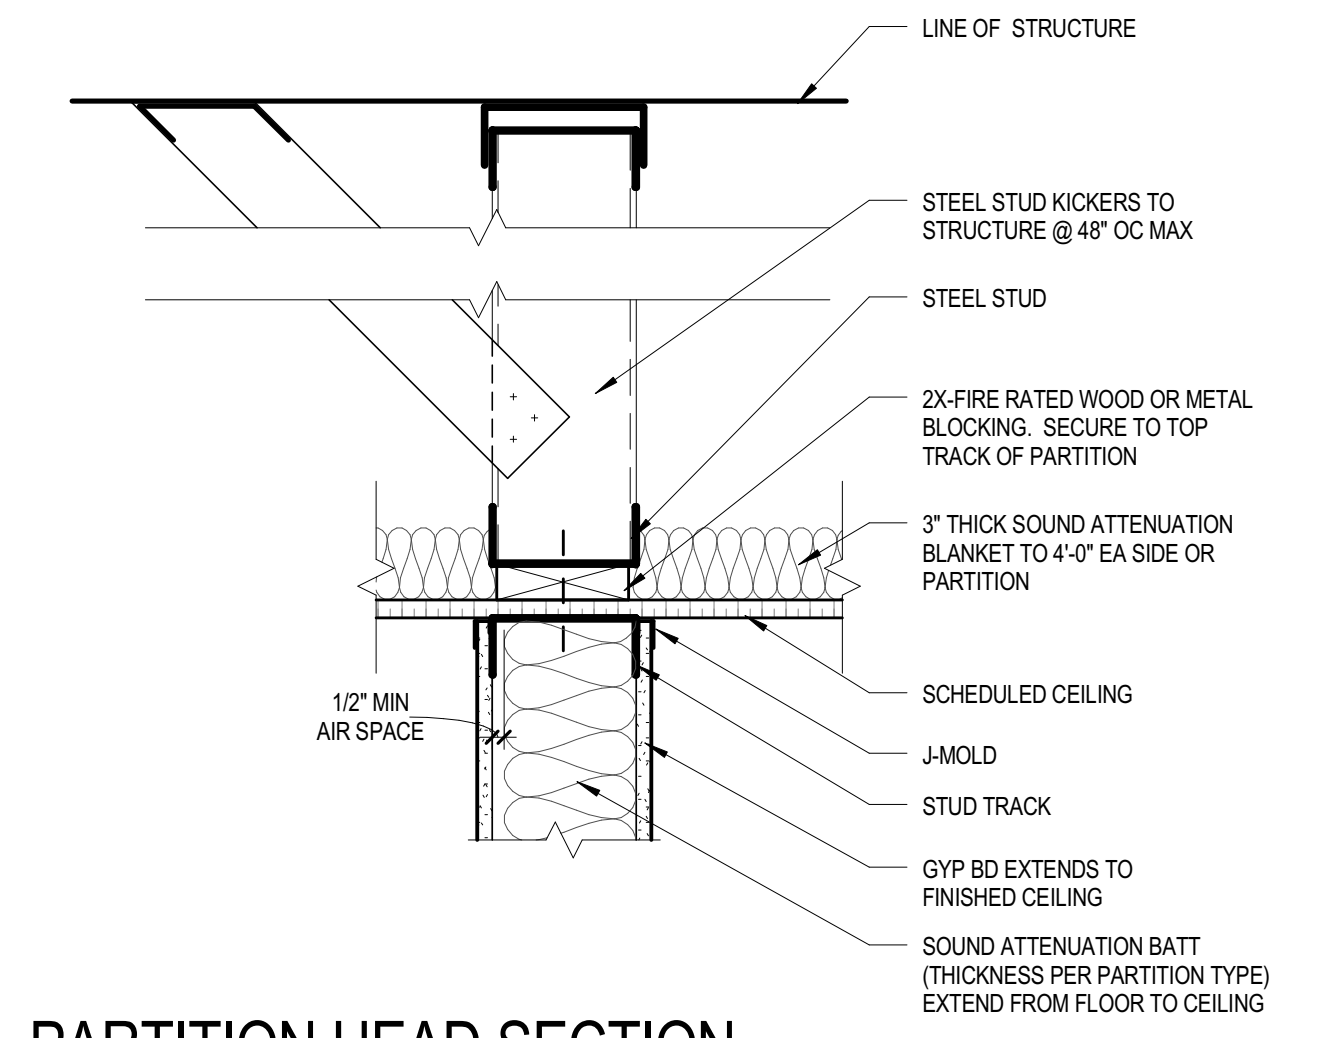 LINE OF  STRUCTURE
STEEL STUD KICKERS TO
STRUCTURE @ 48" OC MAX
STEEL STUD
2X-FIRE RATED WOOD OR METAL
BLOCKING.  SECURE TO TOP
TRACK OF PARTITION
3" THICK SOUND ATTENUATION
BLANKET TO 4'-0" EA SIDE OR
PARTITION
SCHEDULED CEILING
1/2" MIN
AIR SPACE
J-MOLD
STUD TRACK
GYP BD EXTENDS TO
FINISHED CEILING
SOUND ATTENUATION BATT
(THICKNESS PER PARTITION TYPE)
EXTEND FROM FLOOR TO CEILING
PARTITION HEAD SECTION